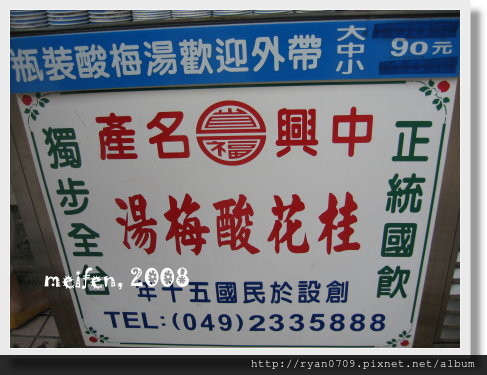 瓶裝酸梅湯歡迎外帶 大中小 90元
中興名產
正統國飲
桂花酸梅湯
獨步全台
創設於民國五十年
TEL:(049)2335888
meifen, 2008
http://ryan0709.pixnet.net/album